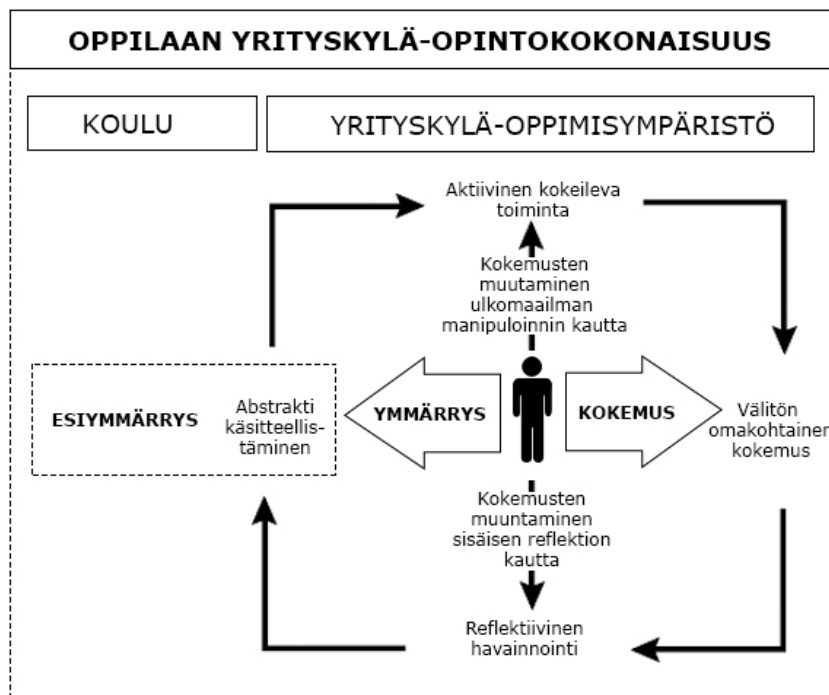 OPPILAAN YRITYSKYLÄ-OPINTOKOKONAISUUS
KOULU
YRITYSKYLÄ-OPPIMISYMPÄRISTÖ
Aktiivinen kokeileva
toiminta
Kokemusten
muutaminen
ulkomaailman
manipuloinnin kautta
ESIYMMÄRRYS
Abstrakti
käsitteellis-
täminen
YMMÄRRYS
KOKEMUS
Välitön
omakohtainen
kokemus
Kokemusten
muuntaminen
sisäisen reflektion
kautta
Reflektiivinen
havainnointi